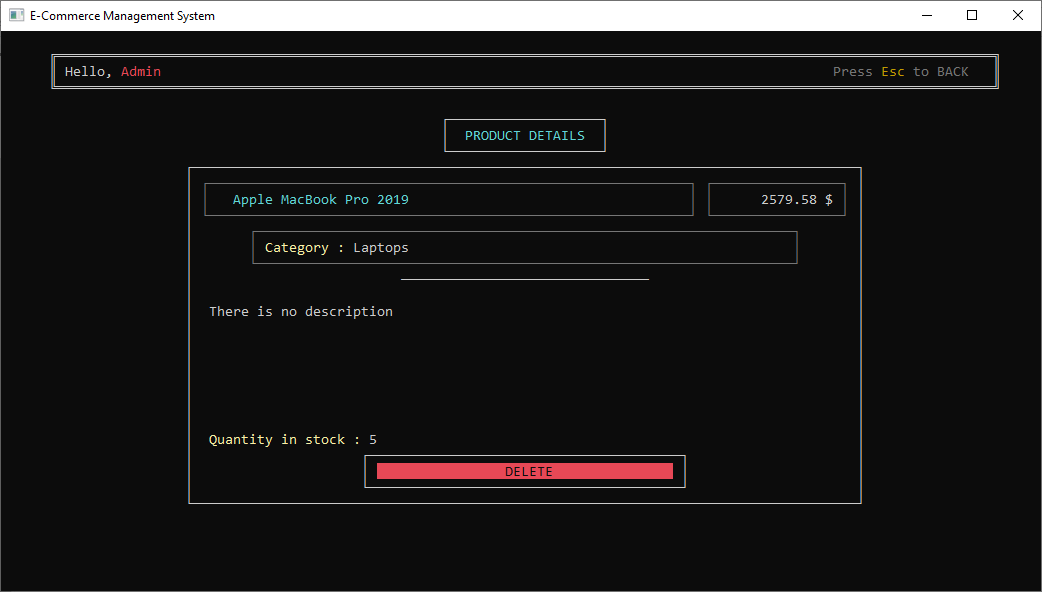 E-Commerce Management System
Hello, Admin Press Esc to BACK
PRODUCT DETAILS
Apple MacBook Pro 2019 2579.58 $
Category : Laptops
There is no description
Quantity in stock : 5
DELETE